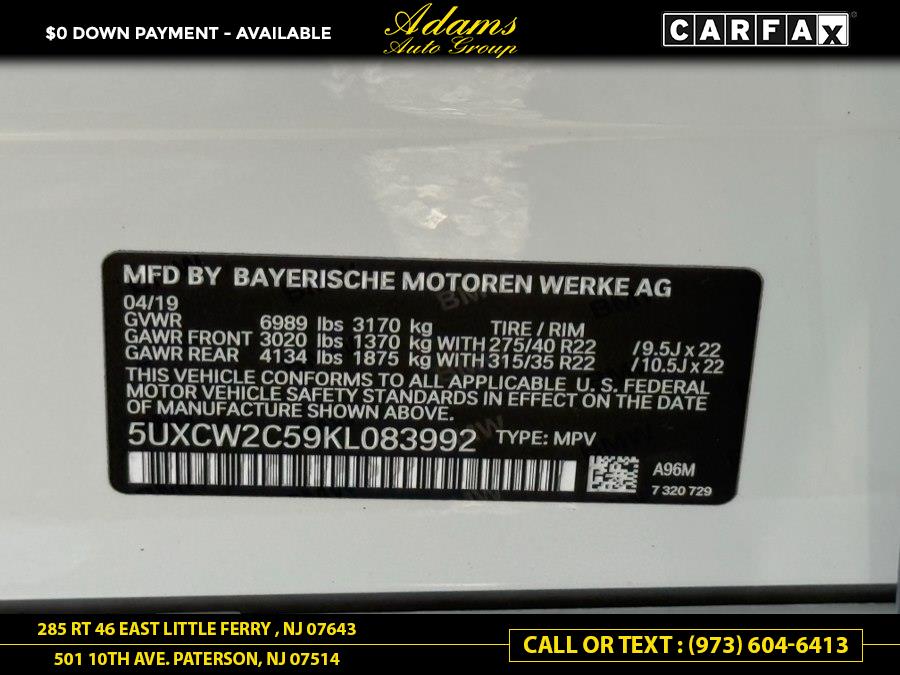 $0 DOWN PAYMENT - AVAILABLE
Adams
Auto Group
CARFAX
MFD BY BAYERISCHE MOTOREN WERKE AG
04/19
GVWR 6989 lbs 3170 kg TIRE / RIM
GAWR FRONT 3020 lbs 1370 kg WITH 275/40 R22 /9.5J x 22
GAWR REAR 4134 lbs 1875 kg WITH 315/35 R22 /10.5J x 22
THIS VEHICLE CONFORMS TO ALL APPLICABLE U. S. FEDERAL
MOTOR VEHICLE SAFETY STANDARDS IN EFFECT ON THE DATE
OF MANUFACTURE SHOWN ABOVE.
5UXCW2C59KL083992 TYPE: MPV
A96M
7 320 729
285 RT 46 EAST LITTLE FERRY , NJ 07643
501 10TH AVE. PATERSON, NJ 07514
CALL OR TEXT : (973) 604-6413